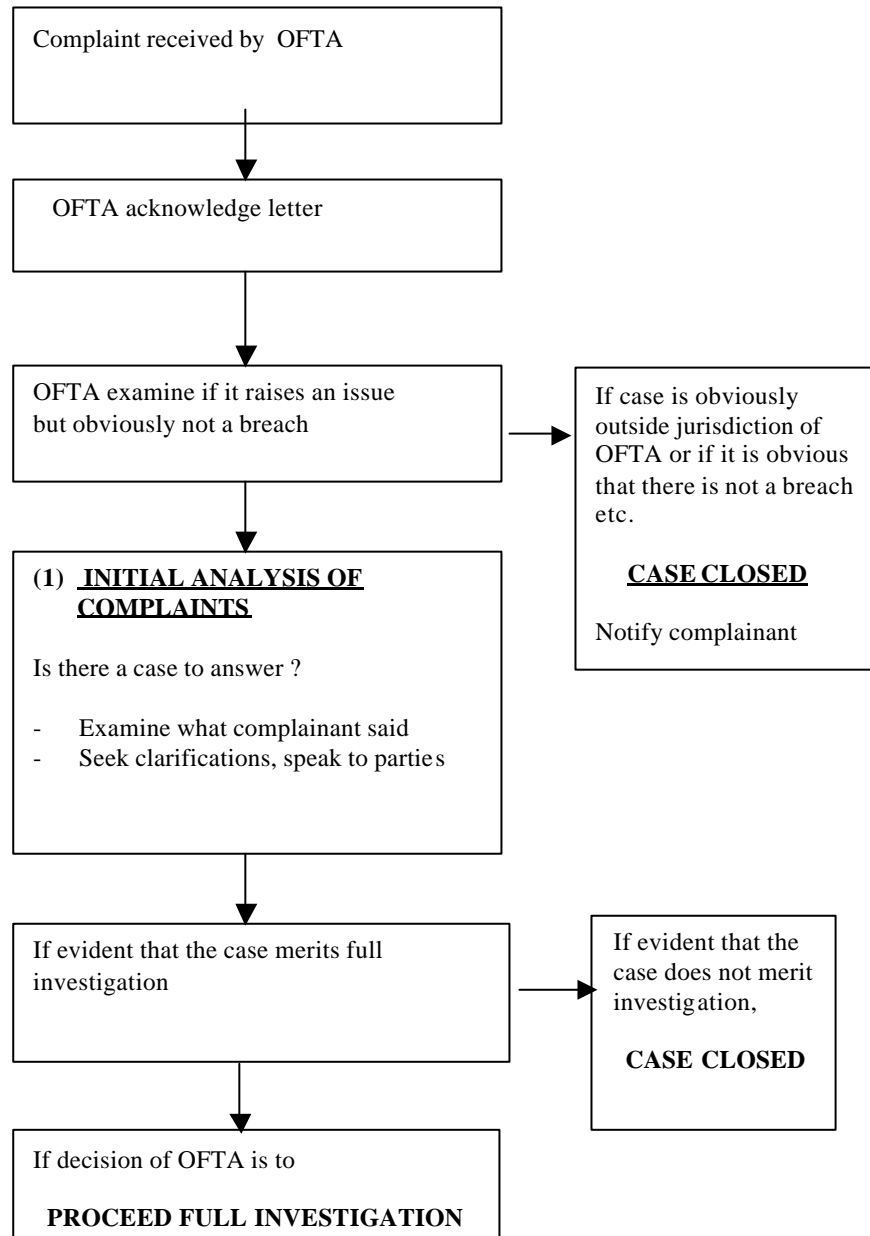 Complaint received by OFTA
OFTA acknowledge letter
OFTA examine if it raises an issue
but obviously not a breach
If case is obviously
outside jurisdiction of
OFTA or if it is obvious
that there is not a breach
etc.
CASE CLOSED
Notify complainant
(1) INITIAL ANALYSIS OF
COMPLAINTS
Is there a case to answer ?
- Examine what complainant said
- Seek clarifications, speak to parties
If evident that the case merits full
investigation
If evident that the
case does not merit
investigation,
CASE CLOSED
If decision of OFTA is to
PROCEED FULL INVESTIGATION